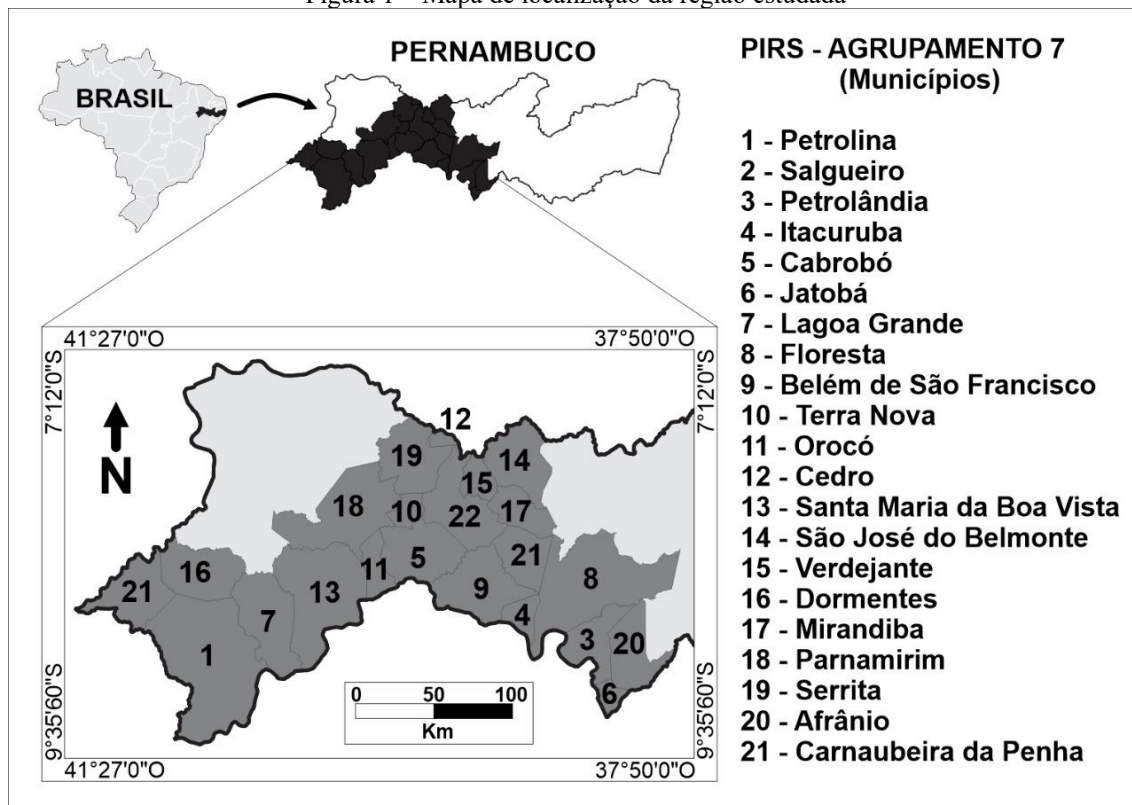 Figura 1 – Mapa de localização da região estudada
BRASIL
PERNAMBUCO
PIRS - AGRUPAMENTO 7
(Municípios)
1 - Petrolina
2 - Salgueiro
3 - Petrolândia
4 - Itacuruba
5 - Cabrobó
6 - Jatobá
7 - Lagoa Grande
8 - Floresta
9 - Belém de São Francisco
10 - Terra Nova
11 - Orocó
12 - Cedro
13 - Santa Maria da Boa Vista
14 - São José do Belmonte
15 - Verdejante
16 - Dormentes
17 - Mirandiba
18 - Parnamirim
19 - Serrita
20 - Afrânio
21 - Carnaubeira da Penha
41°27'0"O
37°50'0"O
7°12'0"S
7°12'0"S
N
12
19
14
15
18
10
22
17
21
16
11
5
21
8
13
9
7
4
1
3
20
6
0
50
100
Km
9°35'60"S
9°35'60"S
41°27'0"O
37°50'0"O